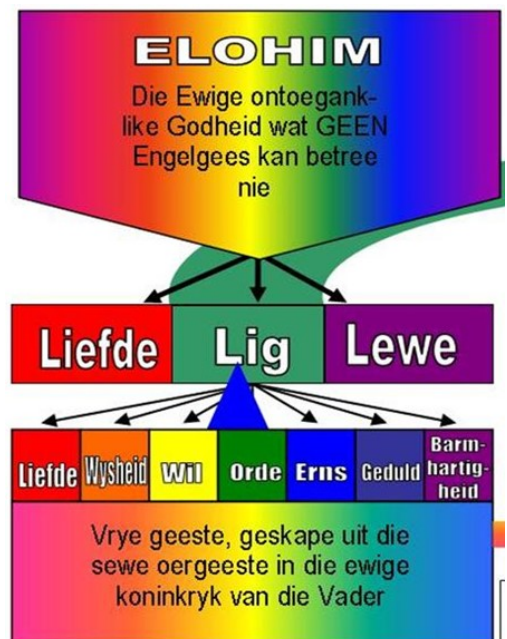 ELOHIM
Die Ewige ontoegank-
like Godheid wat GEEN
Engelgees kan betree
nie
Liefde Lig Lewe
Liefde Wysheid Wil Orde Erns Geduld Barm-
hartig-
heid
Vrye geeste, geskape uit die
sewe oergeeste in die ewige
koninkryk van die Vader